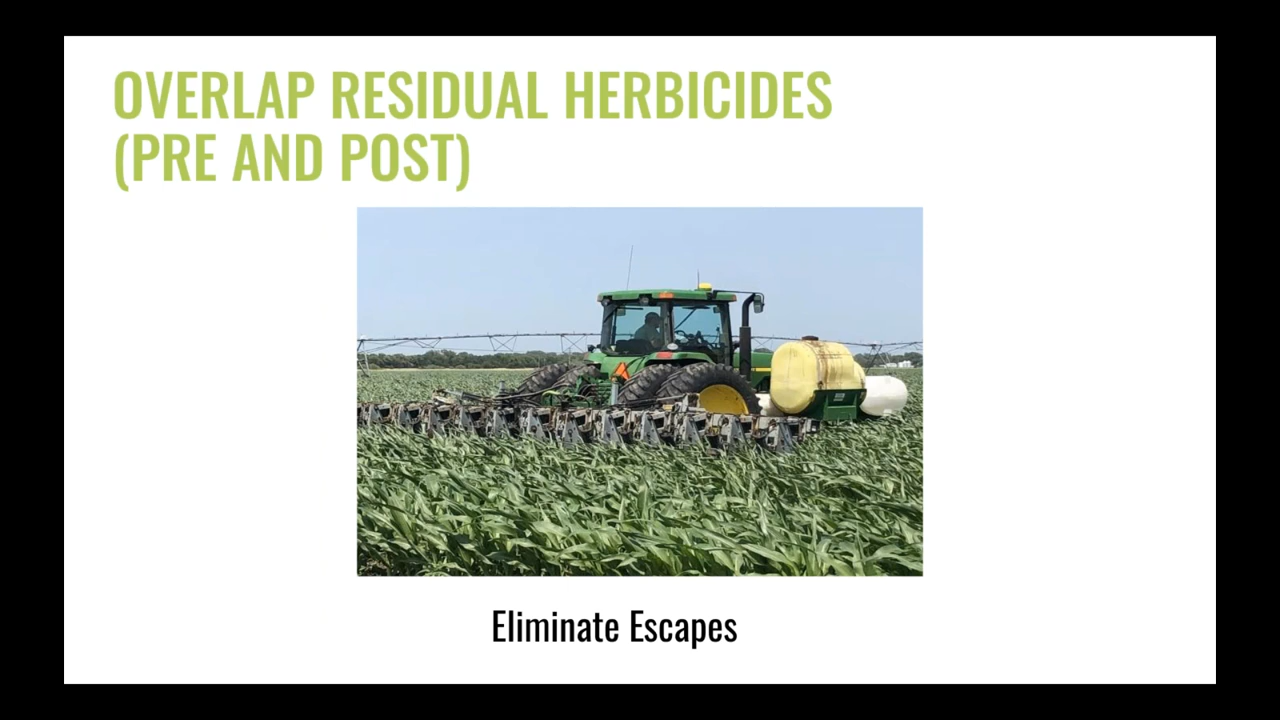 OVERLAP RESIDUAL HERBICIDES
(PRE AND POST)
Eliminate Escapes